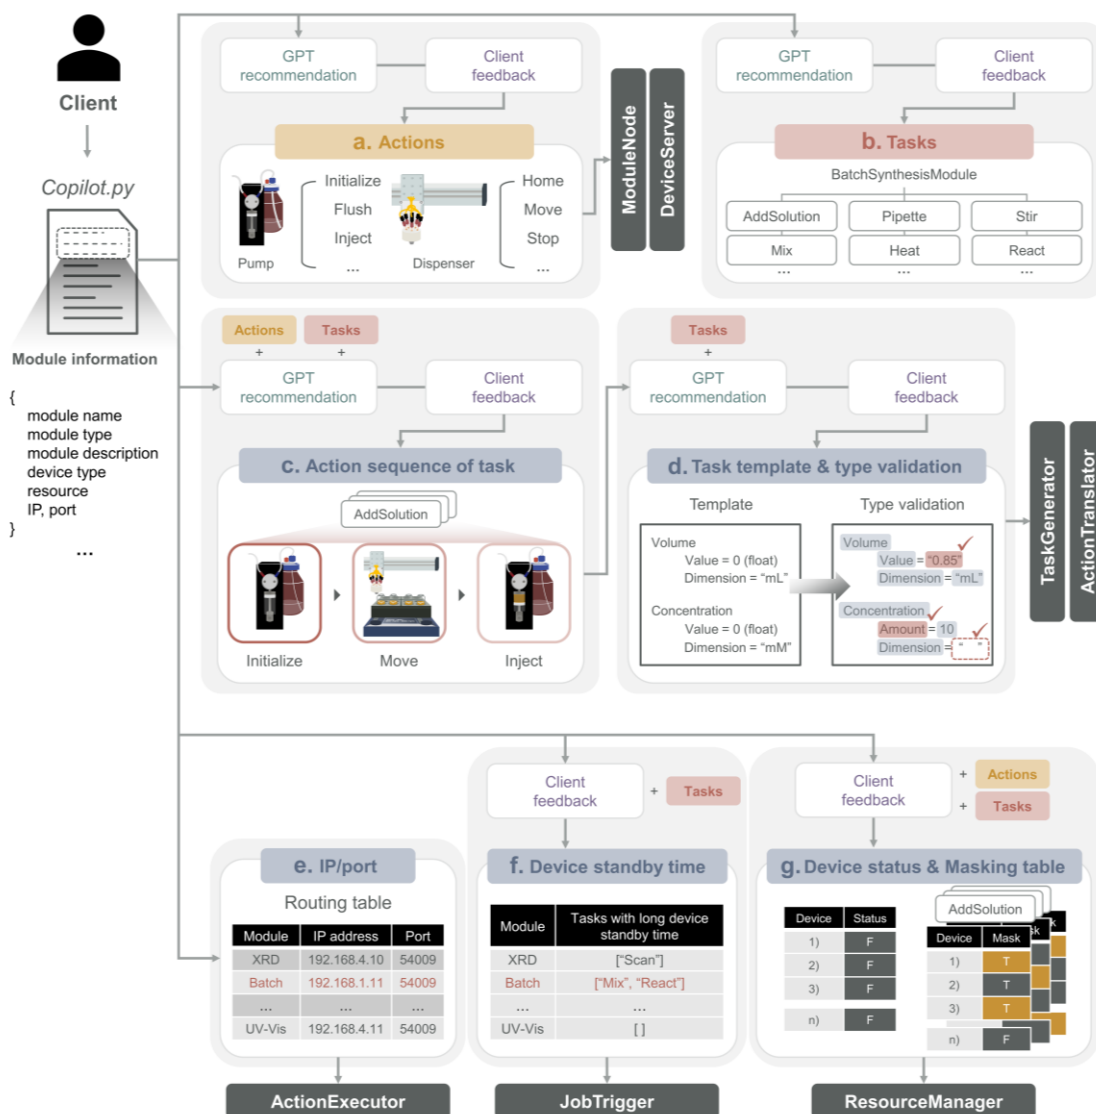 Client
Copilot.py
Module information
{
module name
module type
module description
device type
resource
IP, port
}
...
GPT
recommendation
Client
feedback
a. Actions
Pump
Initialize
Flush
Inject
...
Dispenser
Home
Move
Stop
...
ModuleNode
DeviceServer
GPT
recommendation
Client
feedback
b. Tasks
BatchSynthesisModule
AddSolution Pipette Stir
Mix Heat React
... ... ...
Actions Tasks
+ +
GPT
recommendation
Client
feedback
c. Action sequence of task
AddSolution
Initialize Move Inject
Tasks
+
GPT
recommendation
Client
feedback
d. Task template & type validation
Template
Volume
Value = 0 (float)
Dimension = “mL”
Concentration
Value = 0 (float)
Dimension = “mM”
Type validation
Volume
Value = “0.85”
Dimension = “mL”
Concentration
Amount = 10
Dimension = “ ”
TaskGenerator
ActionTranslator
e. IP/port
Routing table
Module IP address Port
XRD 192.168.4.10 54009
Batch 192.168.1.11 54009
... ... ...
UV-Vis 192.168.4.11 54009
ActionExecutor
Client
feedback
+ Tasks
f. Device standby time
Module Tasks with long device
standby time
XRD [“Scan”]
Batch [“Mix”, “React”]
... ...
UV-Vis [ ]
JobTrigger
Client
feedback
+ Actions
+ Tasks
g. Device status & Masking table
Device Status
1) F
2) F
3) F
n) F
AddSolution
Device Mask
1) T
2) T
3) T
n) F
ResourceManager